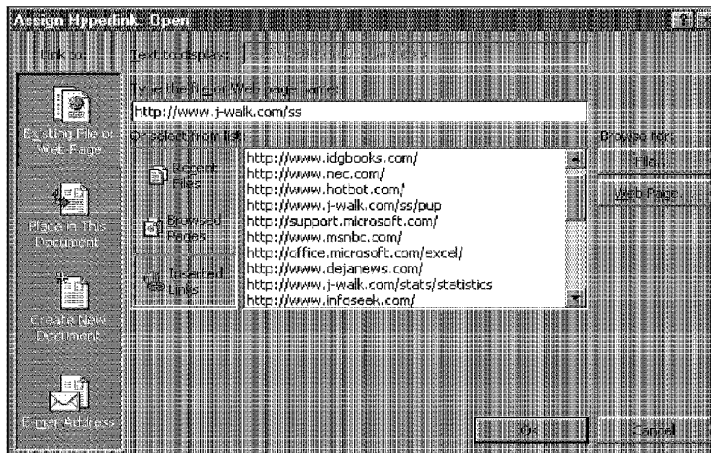 Assign Hyperlink: Open
Link to:
Text to display:
Type the file or Web page name:
http://www.j-walk.com/ss
Existing File or
Web Page
Or select from list:
Browse for:
Recent
Files
Browsed
Pages
Inserted
Links
http://www.idgbooks.com/
http://www.nec.com/
http://www.hotbot.com/
http://www.j-walk.com/ss/pup
http://support.microsoft.com/
http://www.msnbc.com/
http://office.microsoft.com/excel/
http://www.dejanews.com/
http://www.j-walk.com/stats/statistics
http://www.infoseek.com/
File...
Web Page...
Place in This
Document
Create New
Document
E-mail Address
OK
Cancel